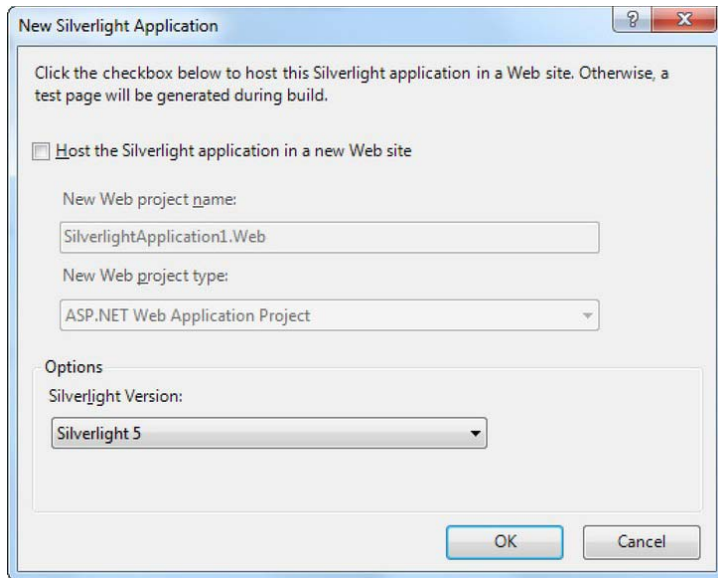 New Silverlight Application
Click the checkbox below to host this Silverlight application in a Web site. Otherwise, a
test page will be generated during build.
Host the Silverlight application in a new Web site
New Web project name:
SilverlightApplication1.Web
New Web project type:
ASP.NET Web Application Project
Options
Silverlight Version:
Silverlight 5
OK Cancel